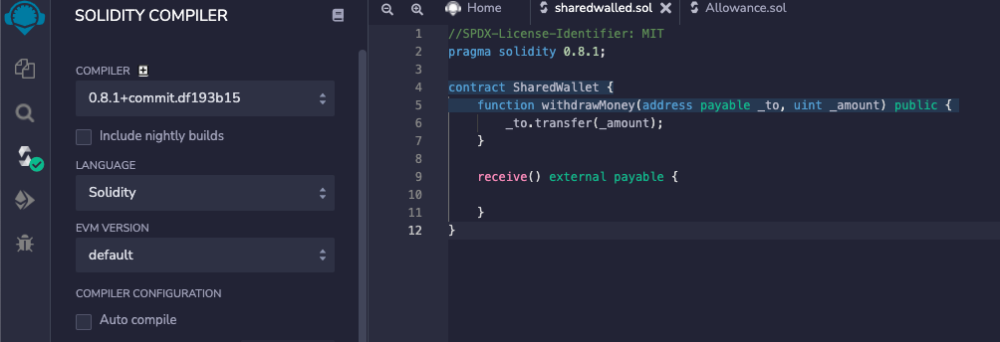 SOLIDITY COMPILER
COMPILER
0.8.1+commit.df193b15
Include nightly builds
LANGUAGE
Solidity
EVM VERSION
default
COMPILER CONFIGURATION
Auto compile
Home
sharedwalled.sol
Allowance.sol
1 //SPDX-License-Identifier: MIT
2 pragma solidity 0.8.1;
3
4 contract SharedWallet {
5 function withdrawMoney(address payable _to, uint _amount) public {
6 _to.transfer(_amount);
7 }
8
9 receive() external payable {
10
11 }
12 }